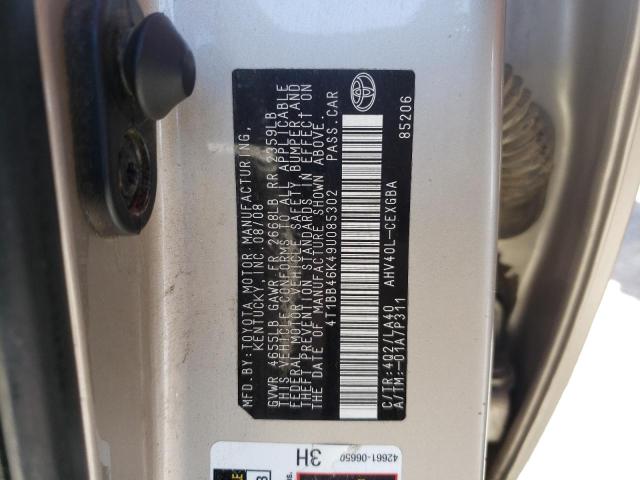 MFD. BY: TOYOTA MOTOR MANUFACTURING,
KENTUCKY, INC. 08/08
GVWR 4655LB GAWR FR 2668LB RR 2359LB
THIS VEHICLE CONFORMS TO ALL APPLICABLE
FEDERAL MOTOR VEHICLE SAFETY, BUMPER, AND
THEFT PREVENTION STANDARDS IN EFFECT ON
THE DATE OF MANUFACTURE SHOWN ABOVE.
4T1BB46K49U085302 PASS. CAR
C/TR: 4Q2/LA40 AHV40L-CEXGBA
A/TM: -01A/P311 85206
42661-06650
3H